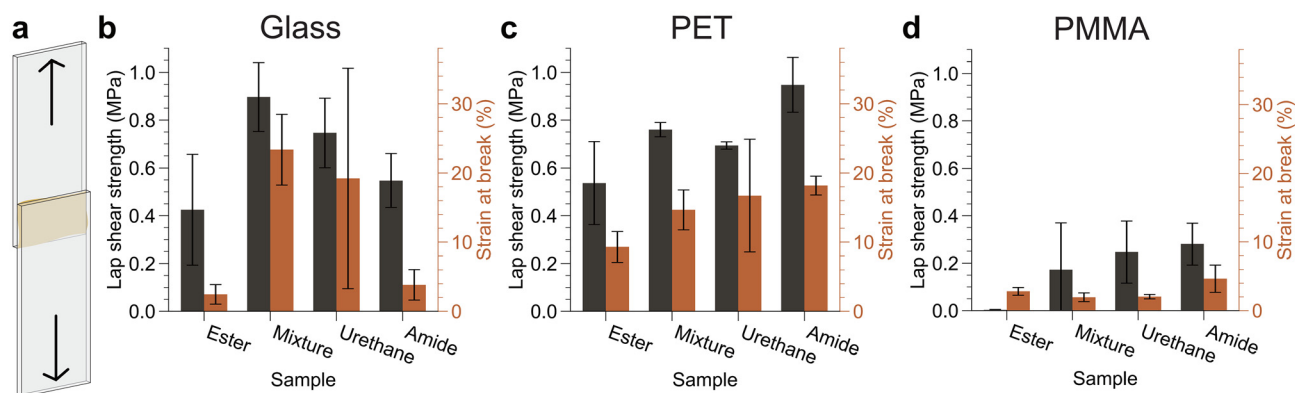 a
b
Glass
Lap shear strength (MPa)
1.0
0.8
0.6
0.4
0.2
0.0
Strain at break (%)
30
20
10
0
Ester
Mixture
Urethane
Amide
Sample
c
PET
Lap shear strength (MPa)
1.0
0.8
0.6
0.4
0.2
0.0
Strain at break (%)
30
20
10
0
Ester
Mixture
Urethane
Amide
Sample
d
PMMA
Lap shear strength (MPa)
1.0
0.8
0.6
0.4
0.2
0.0
Strain at break (%)
30
20
10
0
Ester
Mixture
Urethane
Amide
Sample